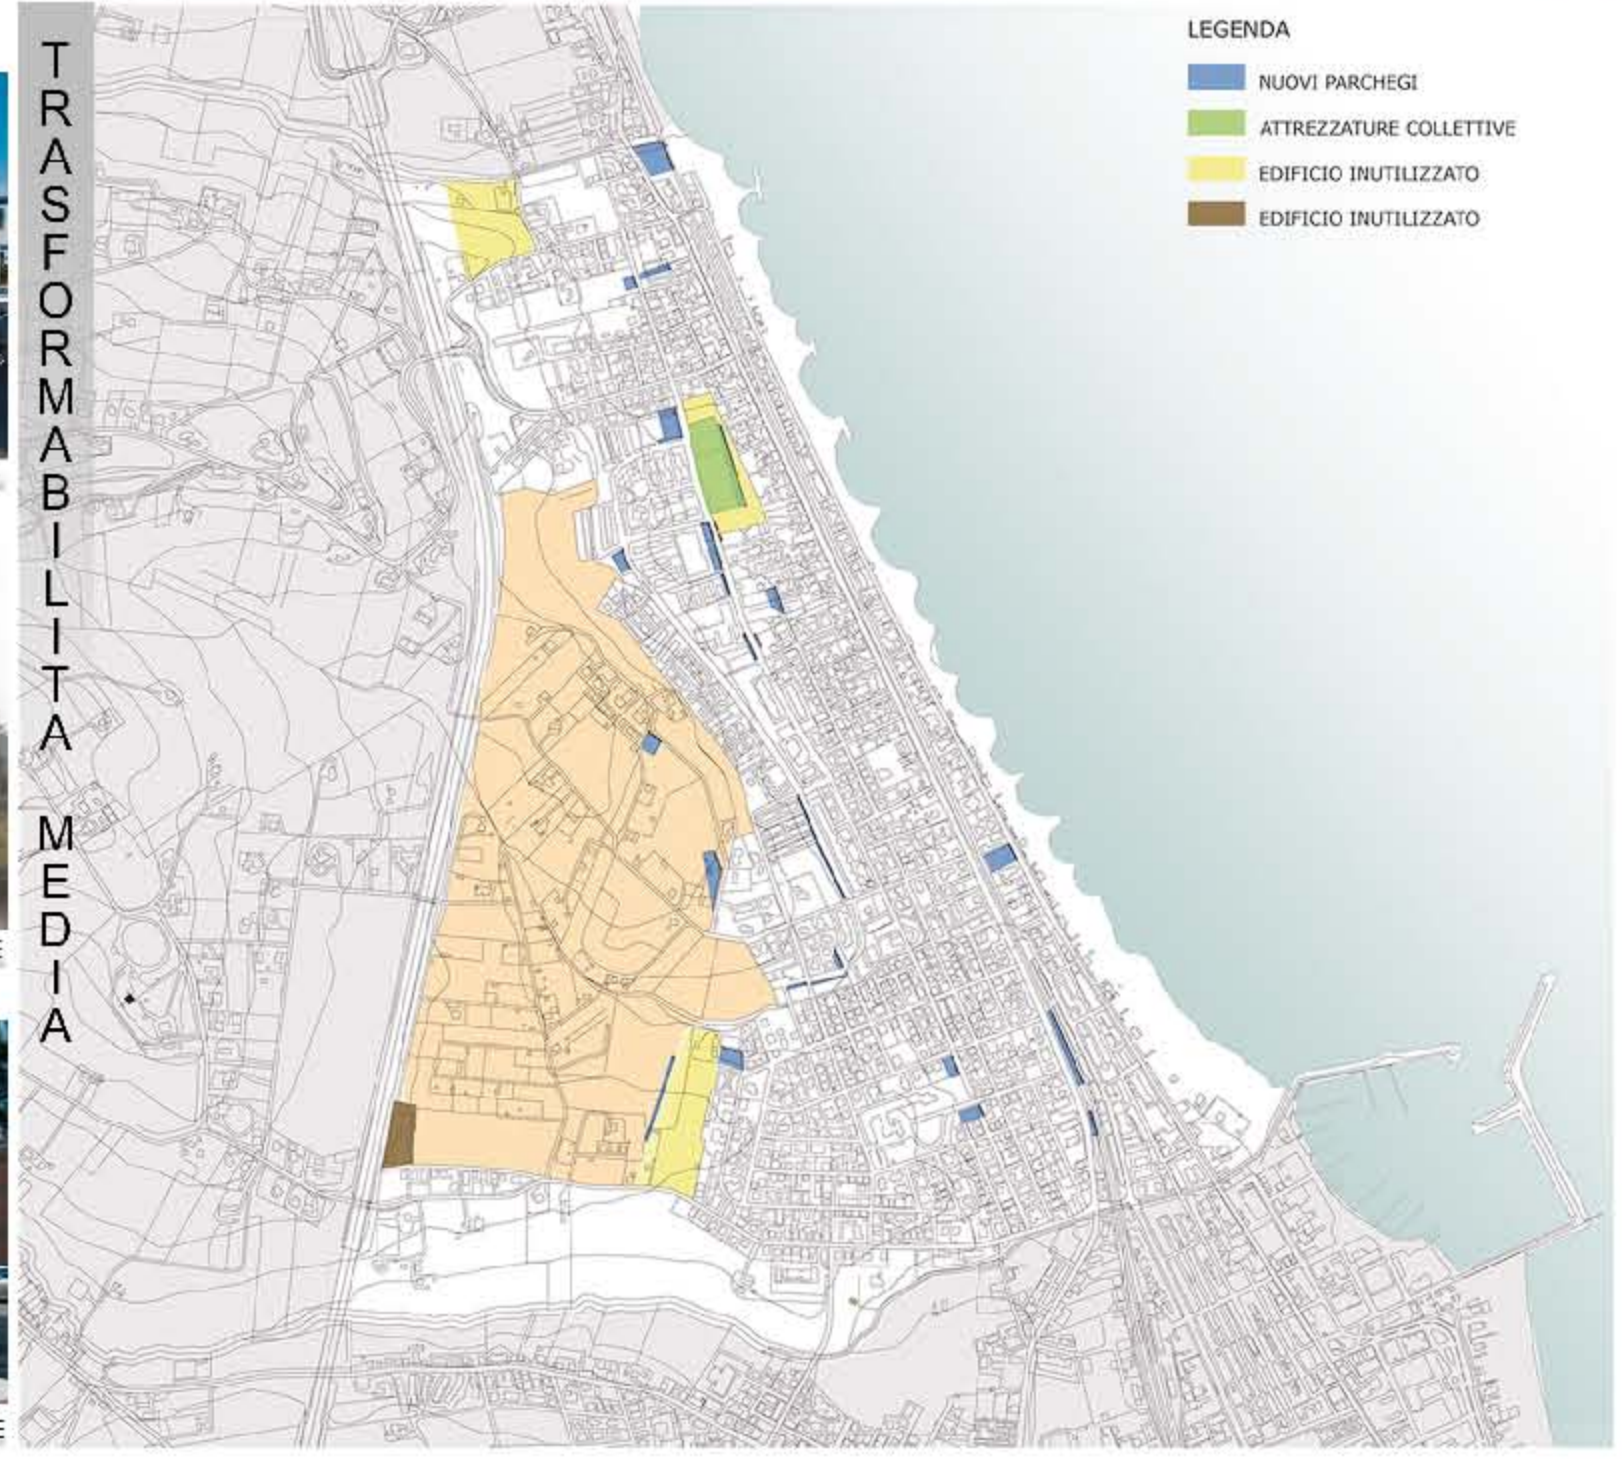 TRASFORMABILITA MEDIA
LEGENDA
NUOVI PARCHEGI
ATTREZZATURE COLLETTIVE
EDIFICIO INUTILIZZATO
EDIFICIO INUTILIZZATO